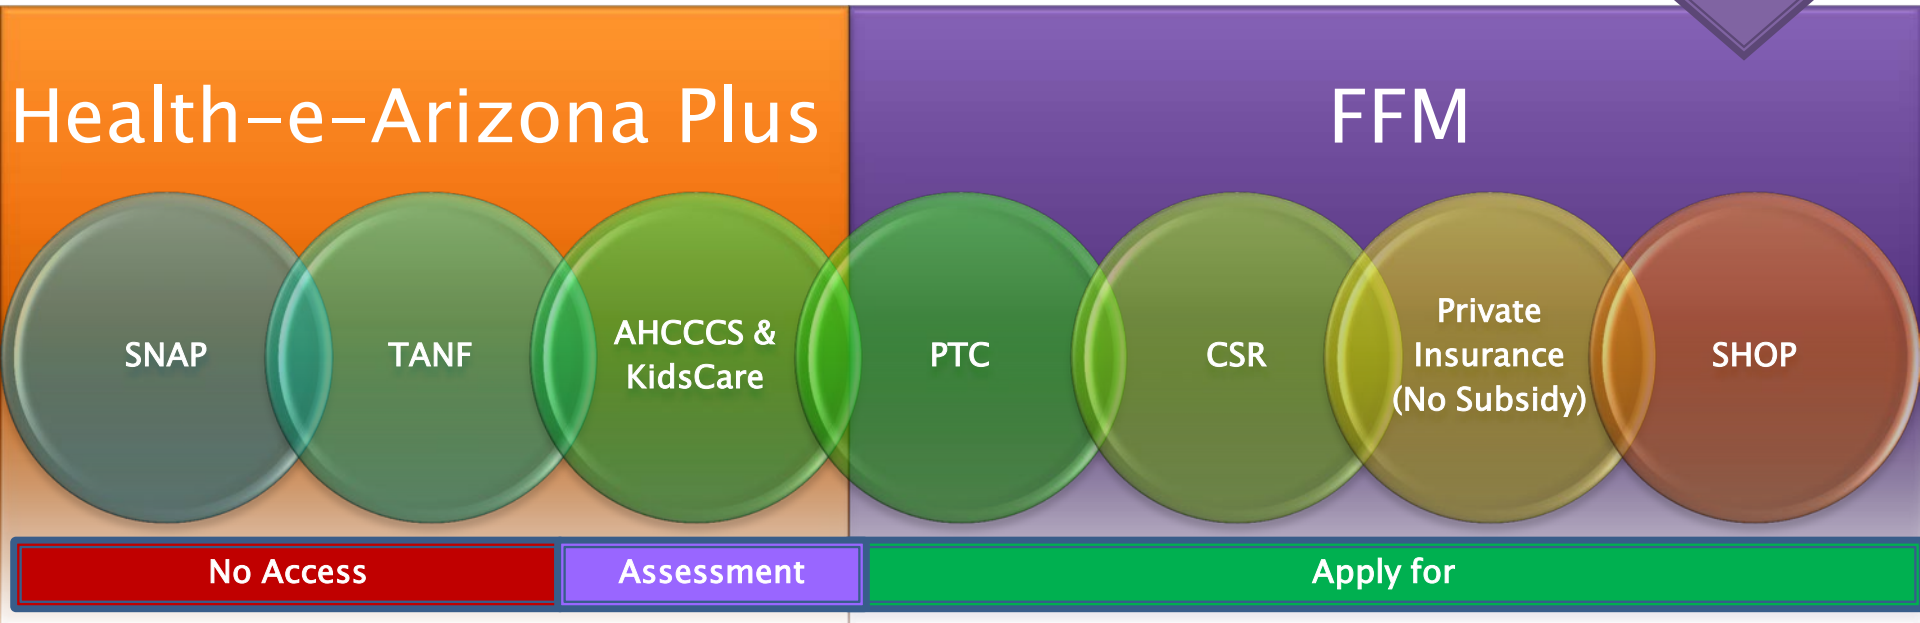 Health-e-Arizona Plus
FFM
SNAP
TANF
AHCCCS &
KidsCare
PTC
CSR
Private
Insurance
(No Subsidy)
SHOP
No Access
Assessment
Apply for